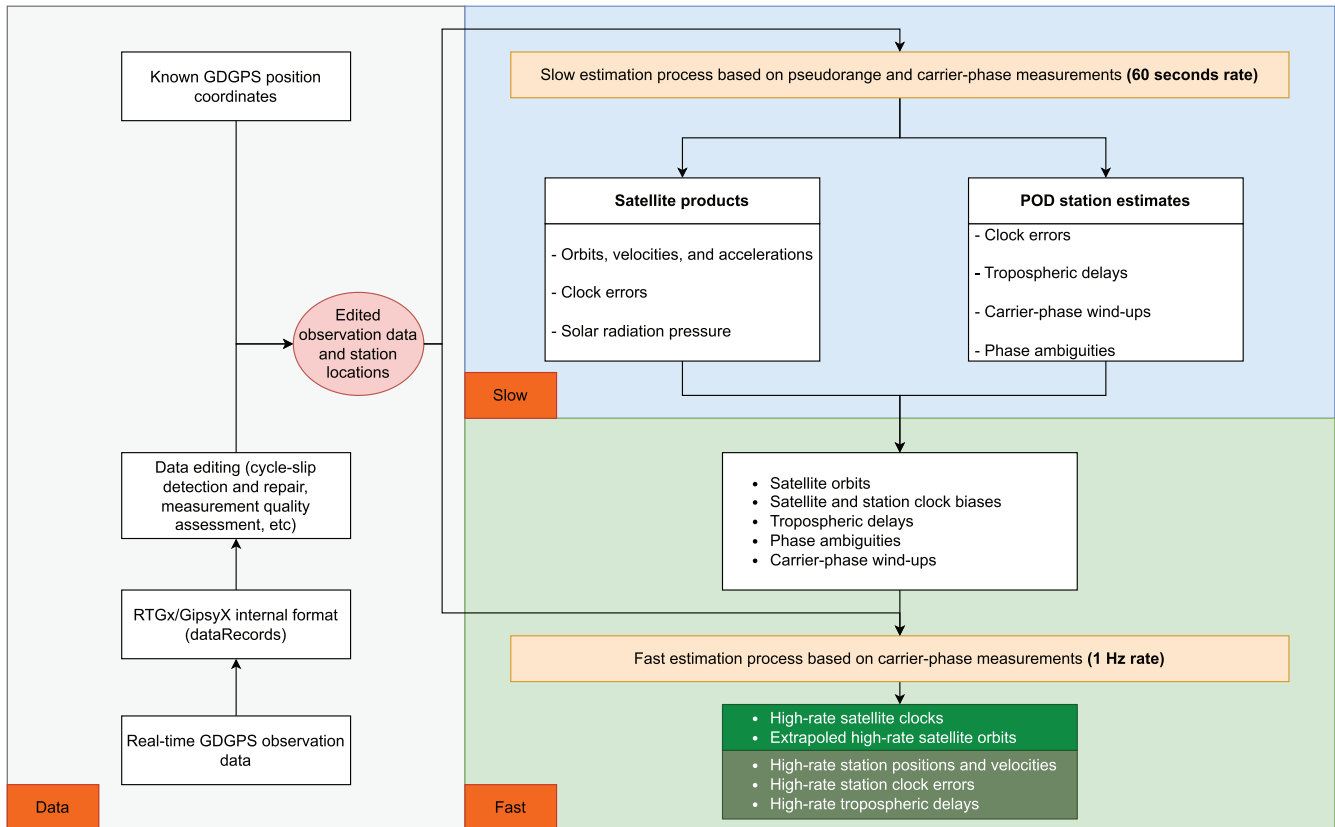 Known GDGPS position
coordinates
Edited
observation data
and station
locations
Data editing (cycle-slip
detection and repair,
measurement quality
assessment, etc)
RTGx/GipsyX internal format
(dataRecords)
Real-time GDGPS observation
data
Data
Slow estimation process based on pseudorange and carrier-phase measurements (60 seconds rate)
Satellite products
- Orbits, velocities, and accelerations
- Clock errors
- Solar radiation pressure
POD station estimates
- Clock errors
- Tropospheric delays
- Carrier-phase wind-ups
- Phase ambiguities
Slow
• Satellite orbits
• Satellite and station clock biases
• Tropospheric delays
• Phase ambiguities
• Carrier-phase wind-ups
Fast estimation process based on carrier-phase measurements (1 Hz rate)
• High-rate satellite clocks
• Extrapoled high-rate satellite orbits
• High-rate station positions and velocities
• High-rate station clock errors
• High-rate tropospheric delays
Fast